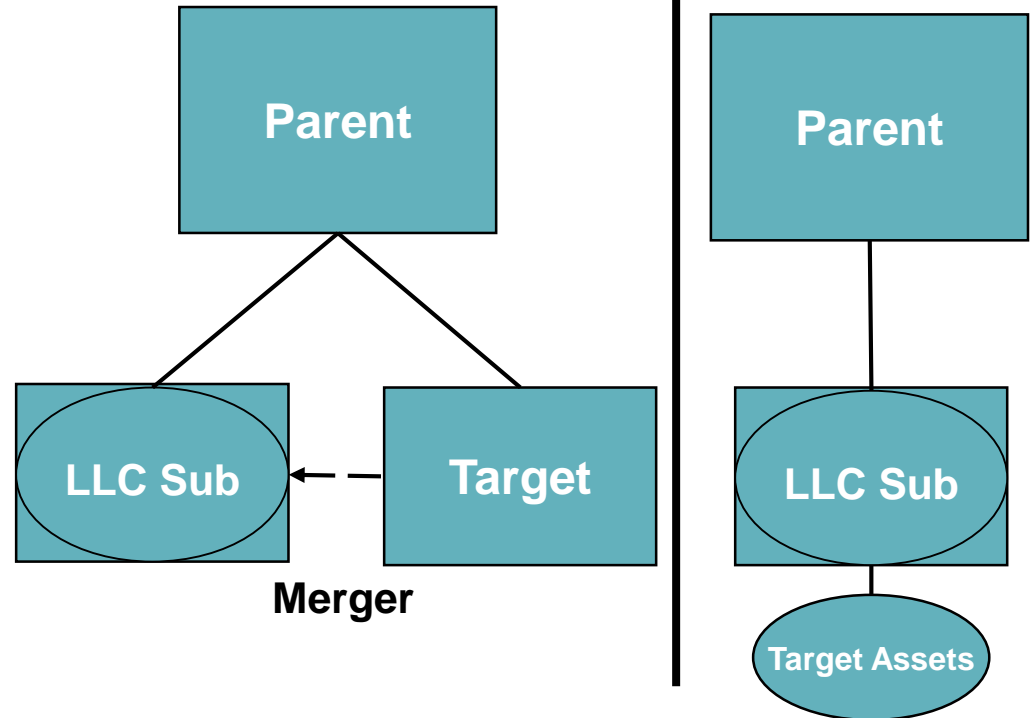 Parent
LLC Sub
Target
Merger
Parent
LLC Sub
Target Assets